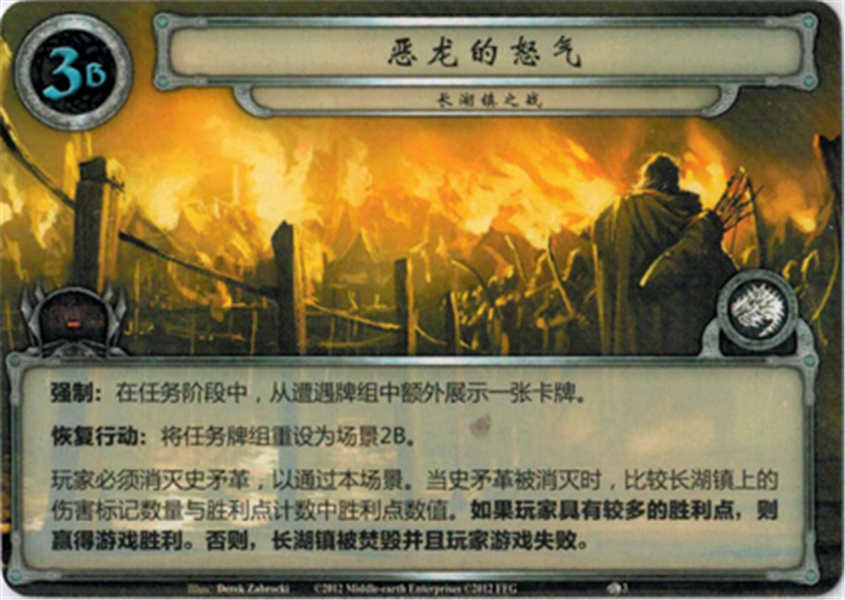 3B
恶龙的怒气
长湖镇之战
-
强制：在任务阶段中，从遭遇牌组中额外展示一张卡牌。
恢复行动：将任务牌组重设为场景2B。
玩家必须消灭史矛革，以通过本场景。当史矛革被消灭时，比较长湖镇上的
伤害标记数量与胜利点计数中胜利点数值。如果玩家具有较多的胜利点，则
赢得游戏胜利。否则，长湖镇被焚毁并且玩家游戏失败。
Illus. Derek Zabrocki ©2012 Middle-earth Enterprises ©2012 FFG 3